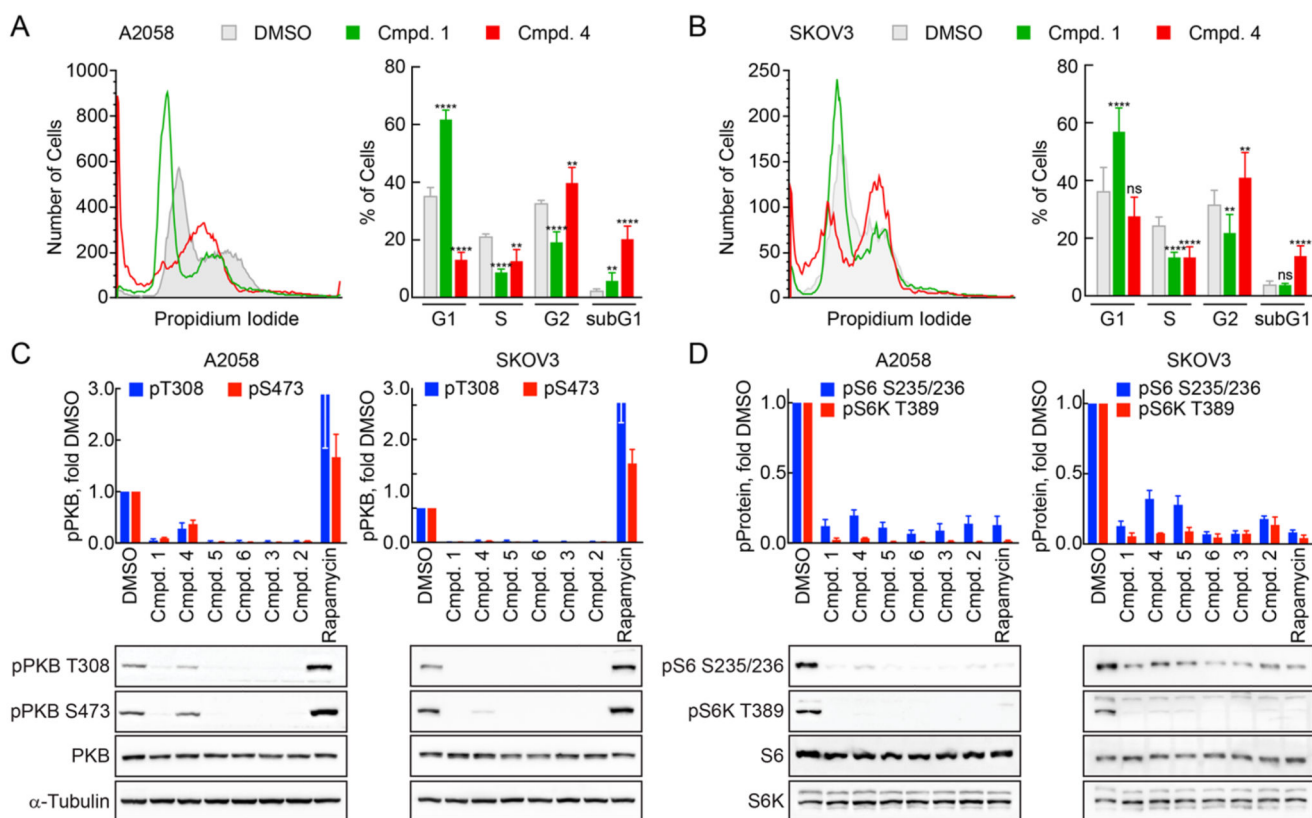 A
A2058
DMSO
Cmpd. 1
Cmpd. 4
Number of Cells
1000
800
600
400
200
0
Propidium Iodide
% of Cells
80
60
40
20
0
****
****
****
**
****
**
**
****
G1
S
G2
subG1
B
SKOV3
DMSO
Cmpd. 1
Cmpd. 4
Number of Cells
250
200
150
100
50
0
Propidium Iodide
% of Cells
80
60
40
20
0
****
ns
****
****
**
**
ns
****
G1
S
G2
subG1
C
A2058
pT308
pS473
pPKB, fold DMSO
3.0
2.0
1.0
0.0
DMSO
Cmpd. 1
Cmpd. 4
Cmpd. 5
Cmpd. 6
Cmpd. 3
Cmpd. 2
Rapamycin
SKOV3
pT308
pS473
pPKB, fold DMSO
3.0
2.0
1.0
0.0
DMSO
Cmpd. 1
Cmpd. 4
Cmpd. 5
Cmpd. 6
Cmpd. 3
Cmpd. 2
Rapamycin
pPKB T308
pPKB S473
PKB
α-Tubulin
D
A2058
pS6 S235/236
pS6K T389
pProtein, fold DMSO
1.0
0.5
0.0
DMSO
Cmpd. 1
Cmpd. 4
Cmpd. 5
Cmpd. 6
Cmpd. 3
Cmpd. 2
Rapamycin
SKOV3
pS6 S235/236
pS6K T389
pProtein, fold DMSO
1.0
0.5
0.0
DMSO
Cmpd. 1
Cmpd. 4
Cmpd. 5
Cmpd. 6
Cmpd. 3
Cmpd. 2
Rapamycin
pS6 S235/236
pS6K T389
S6
S6K